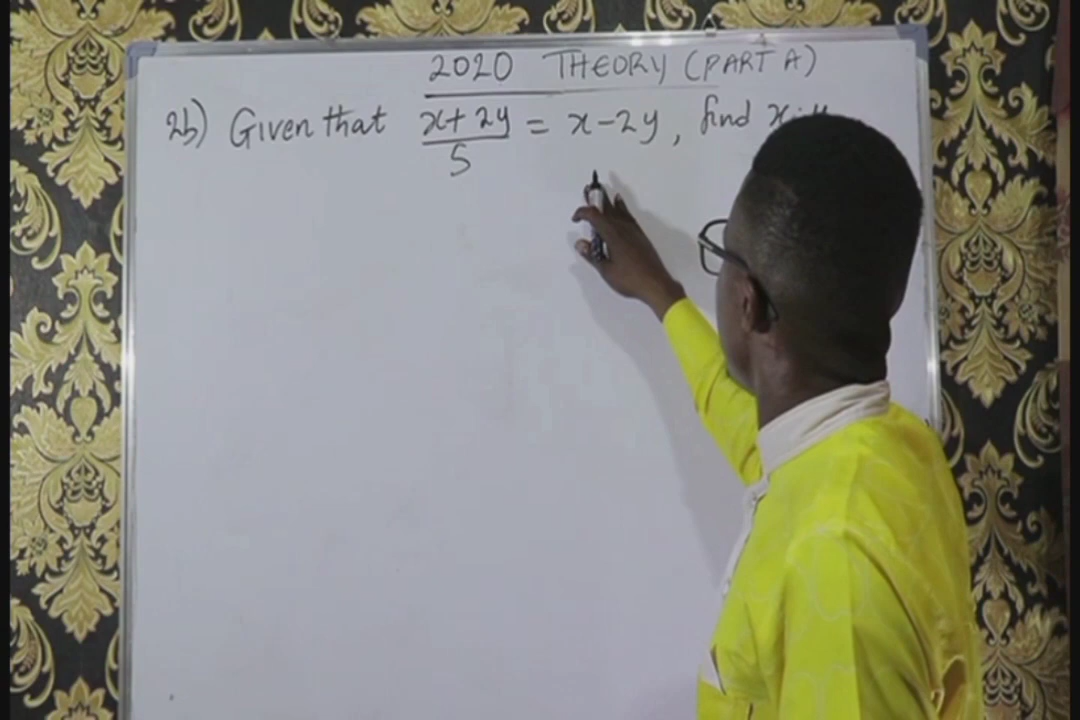 2020 THEORY (PART A)
2b) Given that x+2y/5 = x-2y, find